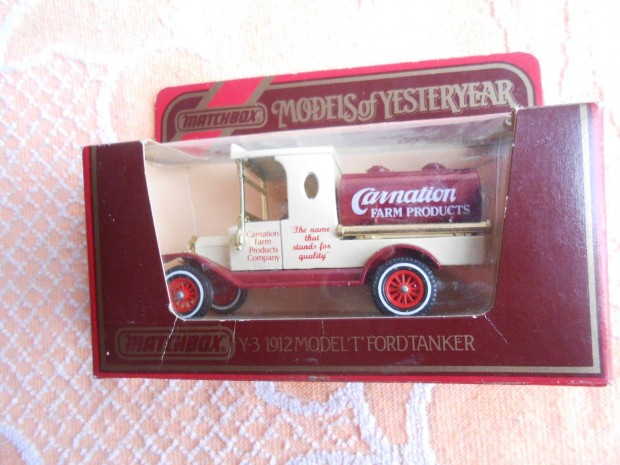 MATCHBOX
MODELS of YESTERYEAR
Carnation
FARM PRODUCTS
Carnation
Farm
Products
Company
"The name
that
stands for
quality"
MATCHBOX
Y-3 1912 MODEL 'T' FORD TANKER